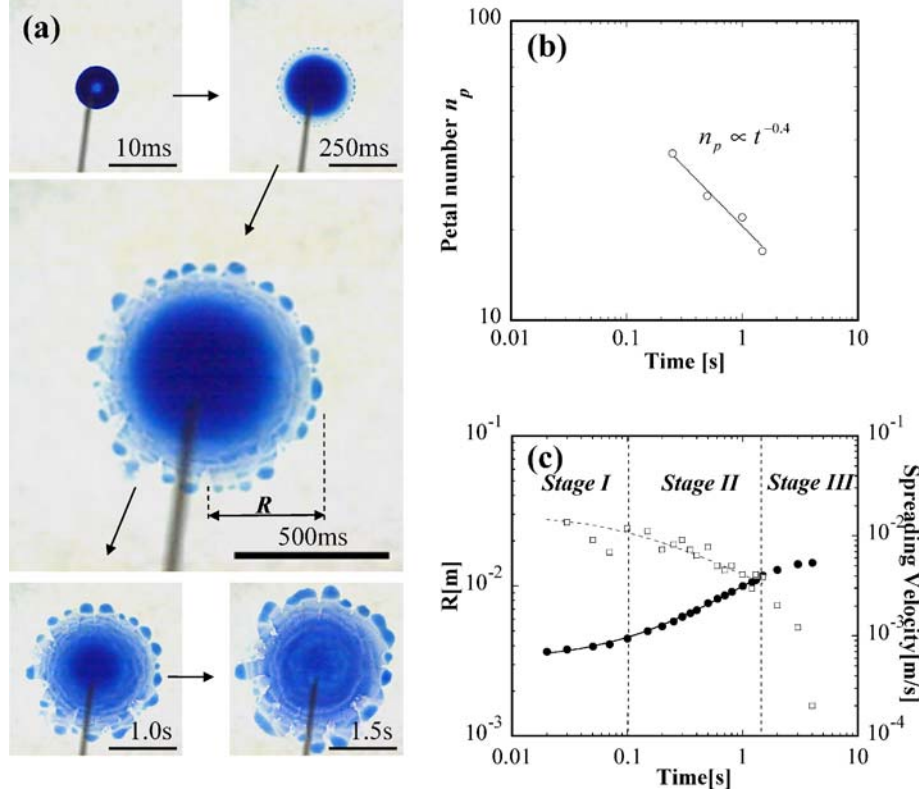 (a)
10ms
250ms
R
500ms
1.0s
1.5s
(b)
100
10
Petal number n_p
n_p ∝ t^{-0.4}
0.01 0.1 1 10
Time [s]
(c)
Stage I Stage II Stage III
10^{-1}
10^{-2}
10^{-3}
R[m]
10^{-1}
10^{-2}
10^{-3}
10^{-4}
Spreading Velocity[m/s]
0.01 0.1 1 10
Time[s]